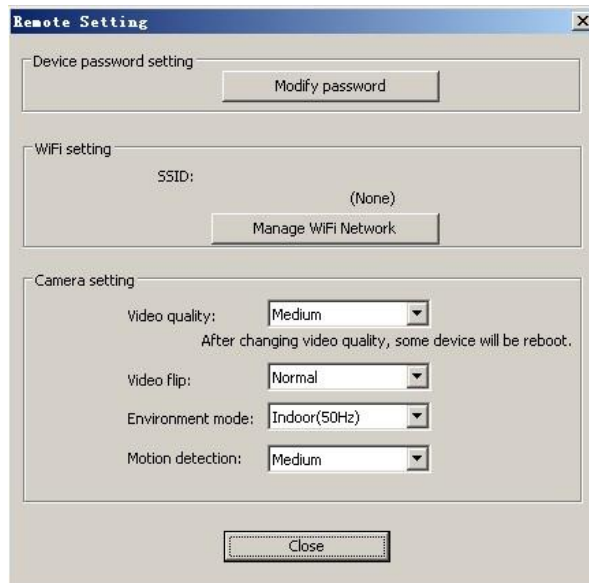 Remote Setting
Device password setting
Modify password
WiFi setting
SSID:
(None)
Manage WiFi Network
Camera setting
Video quality: Medium
After changing video quality, some device will be reboot.
Video flip: Normal
Environment mode: Indoor(50Hz)
Motion detection: Medium
Close